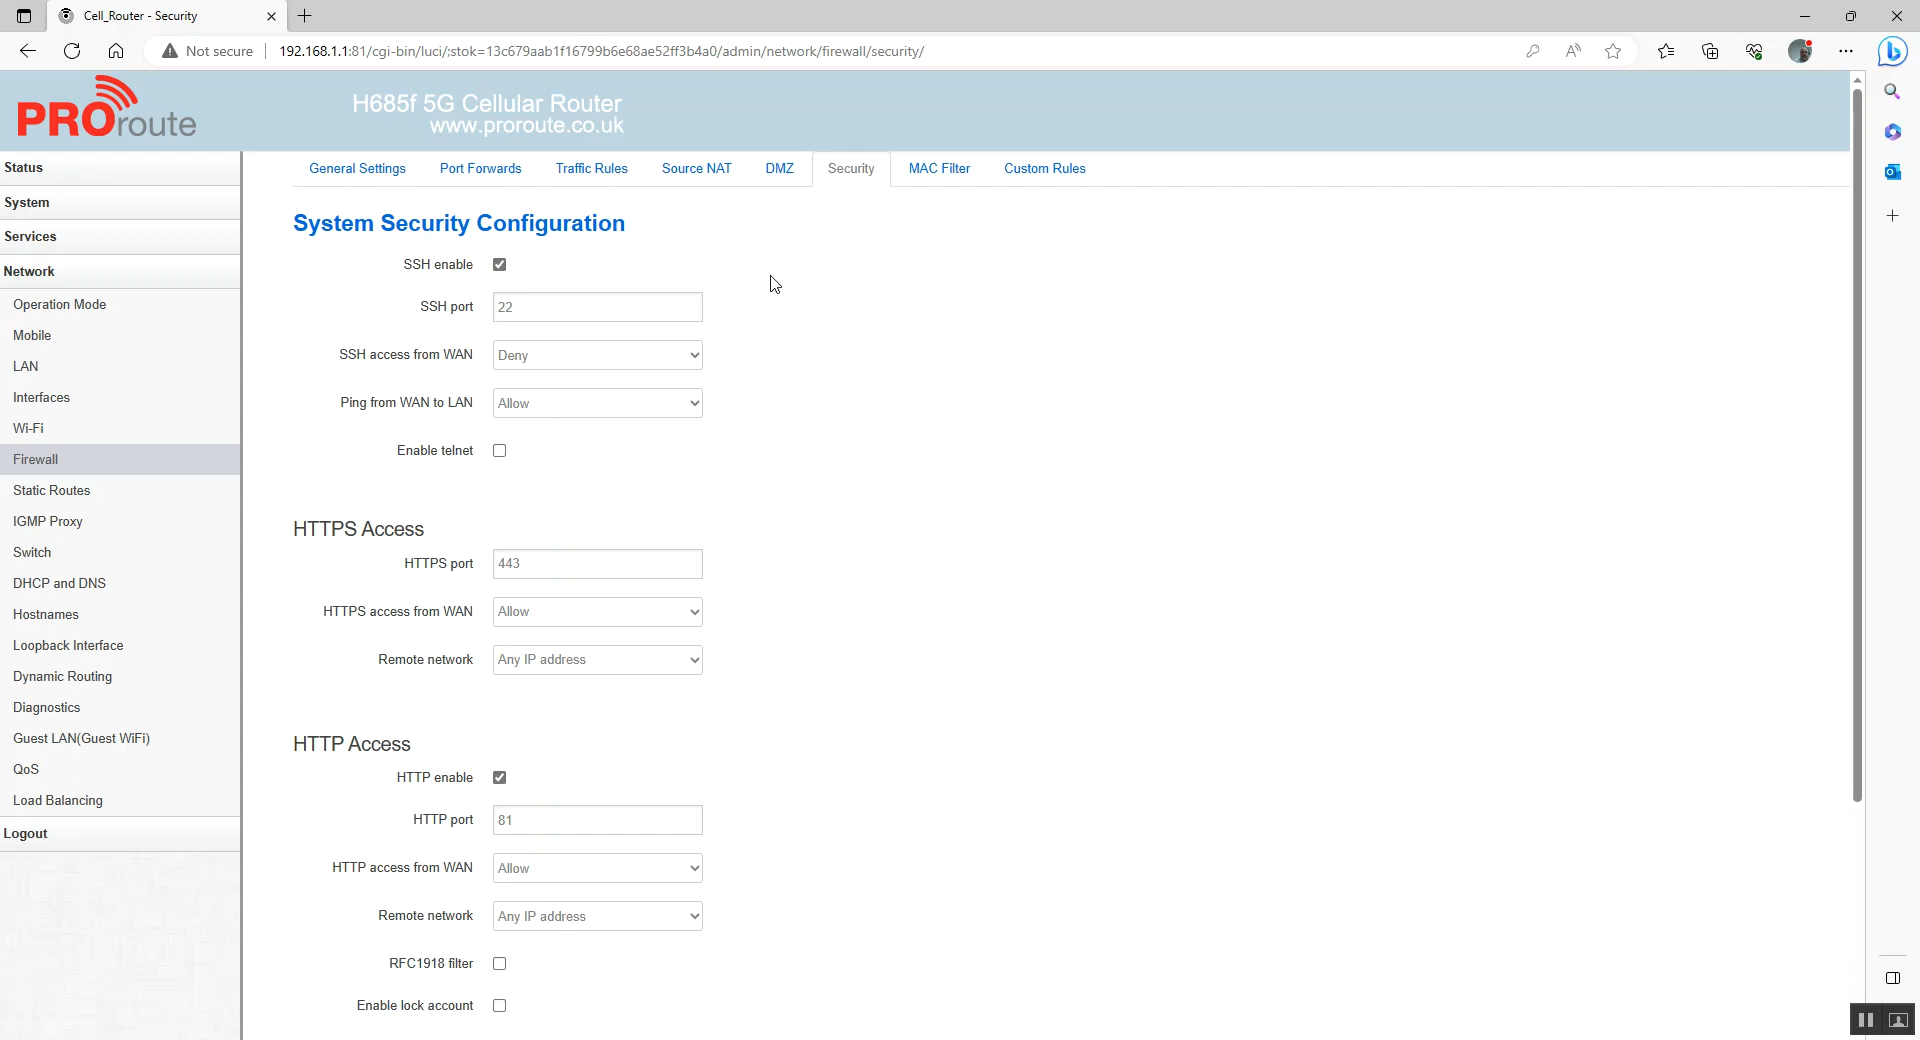 Cell_Router - Security
Not secure
192.168.1.1:81/cgi-bin/luci/;stok=13c679aab1f16799b6e68ae52ff3b4a0/admin/network/firewall/security/
PROroute
H685f 5G Cellular Router
www.proroute.co.uk
Status
System
Services
Network
Operation Mode
Mobile
LAN
Interfaces
Wi-Fi
Firewall
Static Routes
IGMP Proxy
Switch
DHCP and DNS
Hostnames
Loopback Interface
Dynamic Routing
Diagnostics
Guest LAN(Guest WiFi)
QoS
Load Balancing
Logout
General Settings Port Forwards Traffic Rules Source NAT DMZ Security MAC Filter Custom Rules
System Security Configuration
SSH enable
SSH port 22
SSH access from WAN Deny
Ping from WAN to LAN Allow
Enable telnet
HTTPS Access
HTTPS port 443
HTTPS access from WAN Allow
Remote network Any IP address
HTTP Access
HTTP enable
HTTP port 81
HTTP access from WAN Allow
Remote network Any IP address
RFC1918 filter
Enable lock account